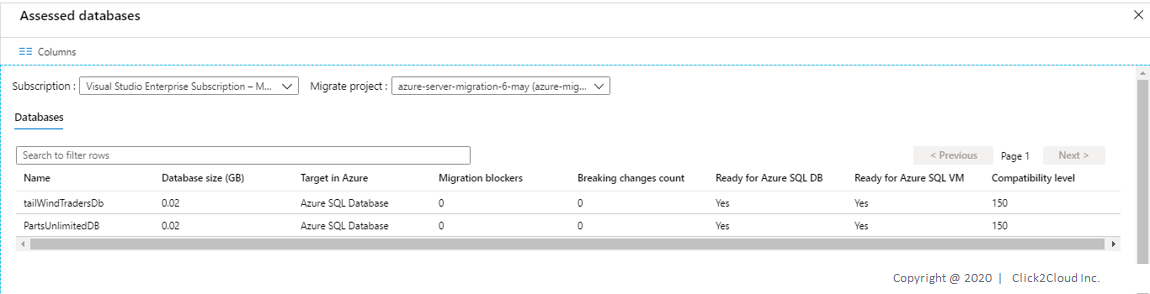 Assessed databases
Columns
Subscription : Visual Studio Enterprise Subscription – M... Migrate project : azure-server-migration-6-may (azure-mig...
Databases
Search to filter rows < Previous Page 1 Next >
Name Database size (GB) Target in Azure Migration blockers Breaking changes count Ready for Azure SQL DB Ready for Azure SQL VM Compatibility level
tailWindTradersDb 0.02 Azure SQL Database 0 0 Yes Yes 150
PartsUnlimitedDB 0.02 Azure SQL Database 0 0 Yes Yes 150
Copyright @ 2020 | Click2Cloud Inc.